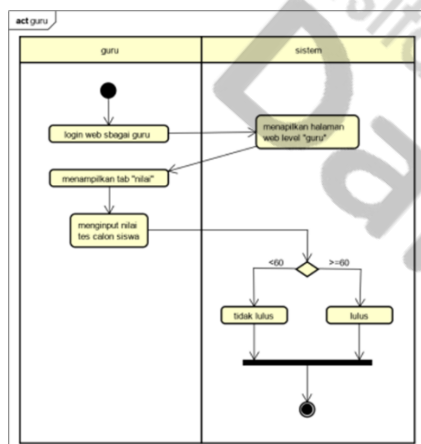 act guru
guru
sistem
login web sbagai guru
menapilkan halaman
web level "guru"
menampilkan tab "nilai"
menginput nilai
tes calon siswa
<60
>=60
tidak lulus
lulus